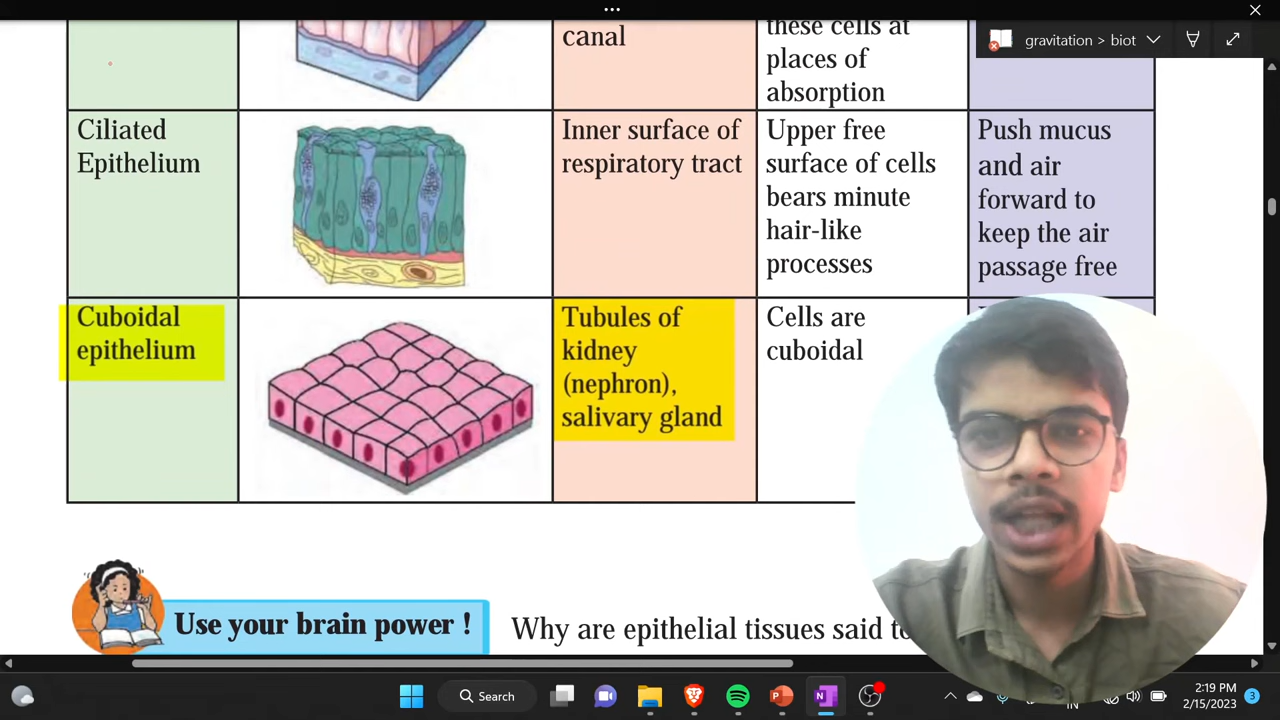 gravitation > biot
canal
these cells at
places of
absorption
Ciliated
Epithelium
Inner surface of
respiratory tract
Upper free
surface of cells
bears minute
hair-like
processes
Push mucus
and air
forward to
keep the air
passage free
Cuboidal
epithelium
Tubules of
kidney
(nephron),
salivary gland
Cells are
cuboidal
Use your brain power !
Why are epithelial tissues said
Search
IN
2:19 PM
2/15/2023
3